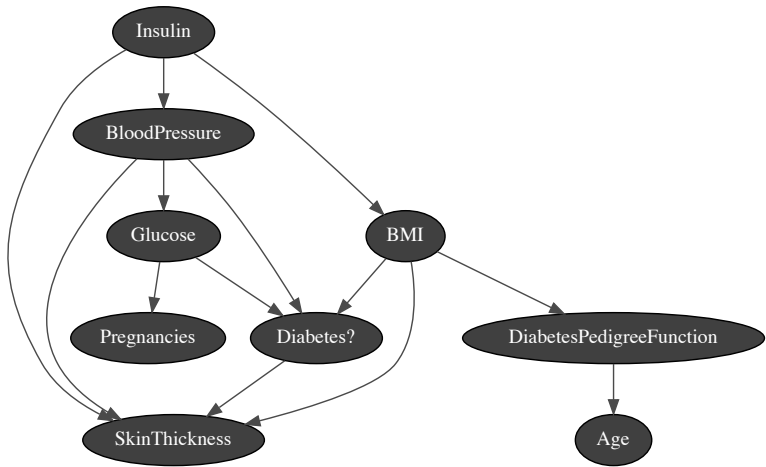 Insulin
BloodPressure
Glucose
BMI
Pregnancies
Diabetes?
DiabetesPedigreeFunction
SkinThickness
Age